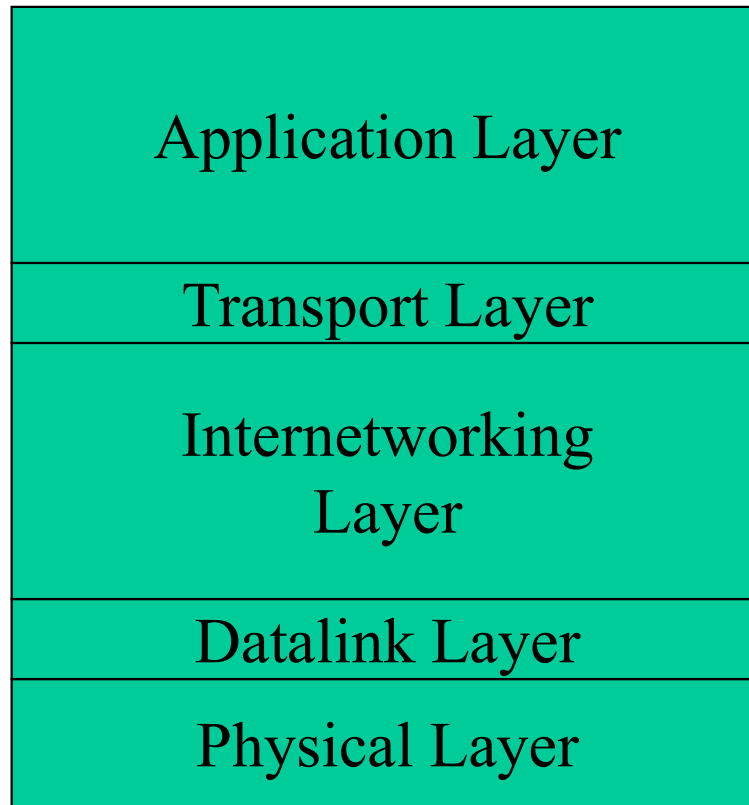 Application Layer
Transport Layer
Internetworking
Layer
Datalink Layer
Physical Layer